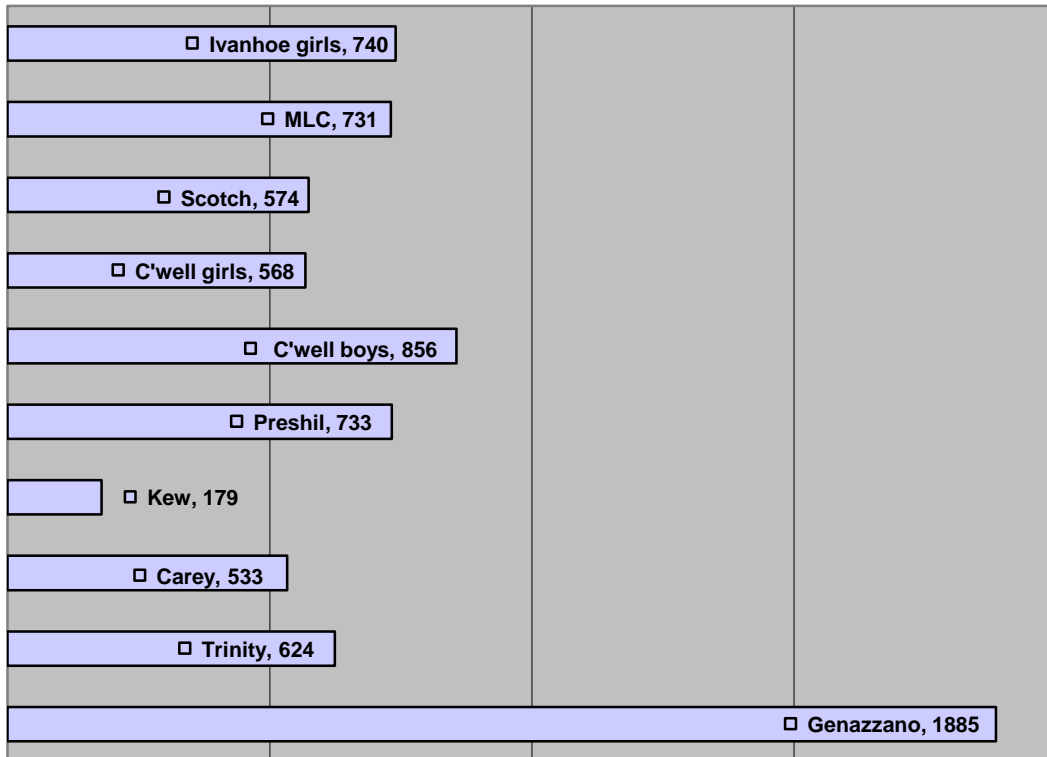 Ivanhoe girls, 740
MLC, 731
Scotch, 574
C'well girls, 568
C'well boys, 856
Preshil, 733
Kew, 179
Carey, 533
Trinity, 624
Genazzano, 1885